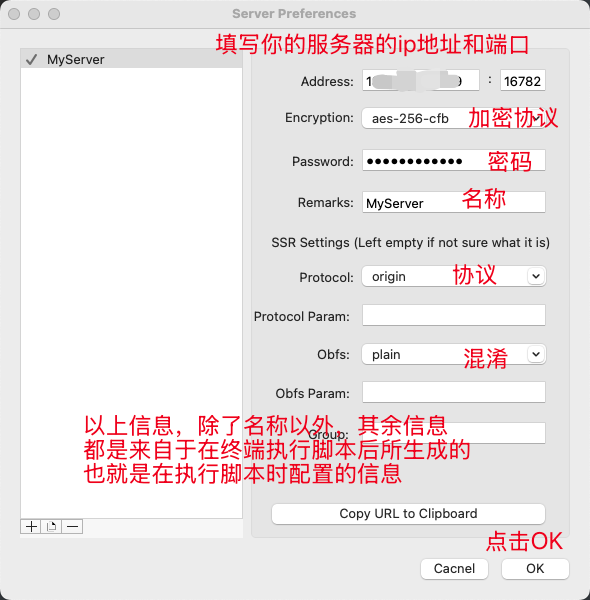 Server Preferences
填写你的服务器的ip地址和端口
MyServer
Address: : 16782
Encryption: aes-256-cfb 加密协议
Password: ●●●●●●●●●●●● 密码
Remarks: MyServer 名称
SSR Settings (Left empty if not sure what it is)
Protocol: origin 协议
Protocol Param:
Obfs: plain 混淆
Obfs Param:
以上信息，除了名称以外，其余信息
Group:
都是来自于在终端执行脚本后所生成的
也就是在执行脚本时配置的信息
Copy URL to Clipboard
点击OK
Cacnel OK